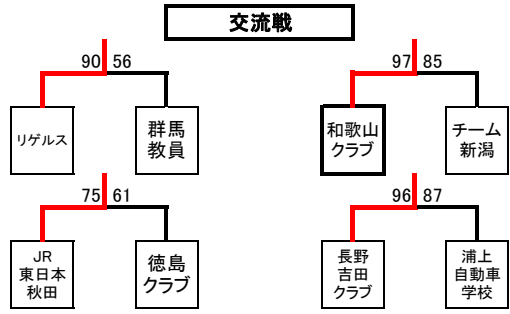 交流戦
90 56
97 85
リゲルス
群馬
教員
和歌山
クラブ
チーム
新潟
75 61
96 87
JR
東日本
秋田
徳島
クラブ
長野
吉田
クラブ
浦上
自動車
学校